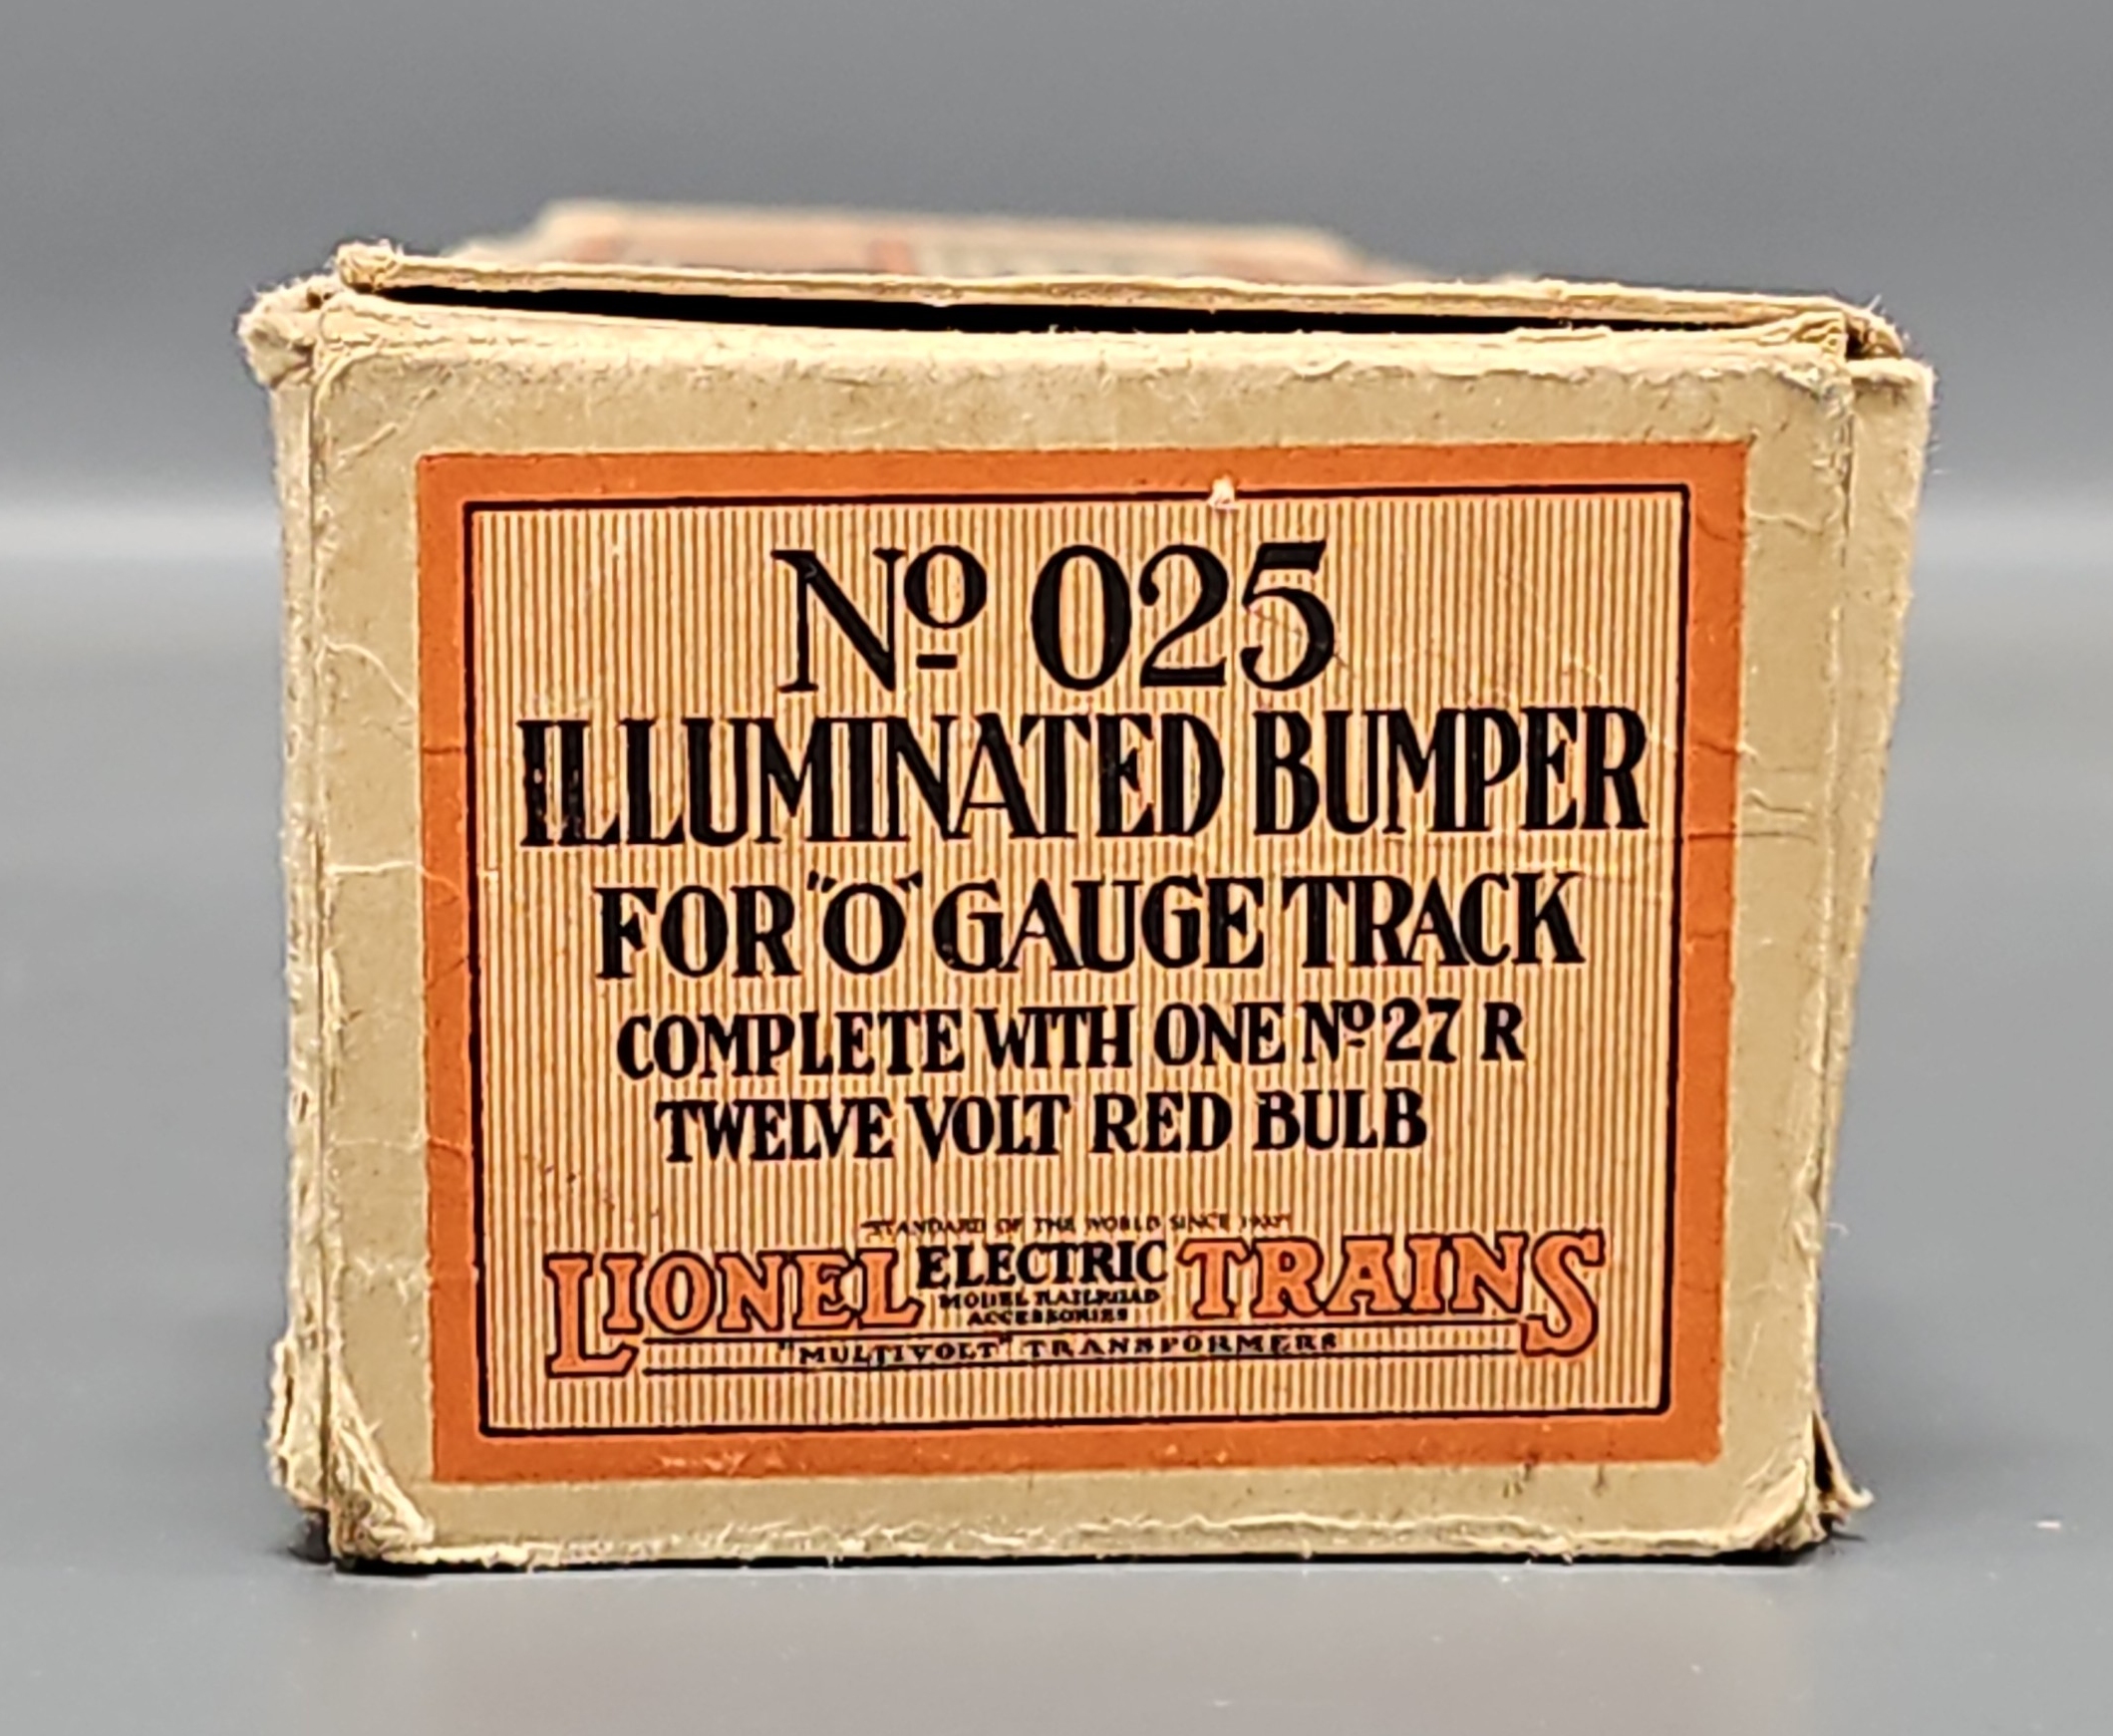 Nº 025
ILLUMINATED BUMPER
FOR "O" GAUGE TRACK
COMPLETE WITH ONE Nº 27 R
TWELVE VOLT RED BULB
"STANDARD OF THE WORLD SINCE
LIONEL ELECTRIC TRAINS
MODEL RAILROAD
ACCESSORIES
"MULTIVOLT" TRANSFORMERS